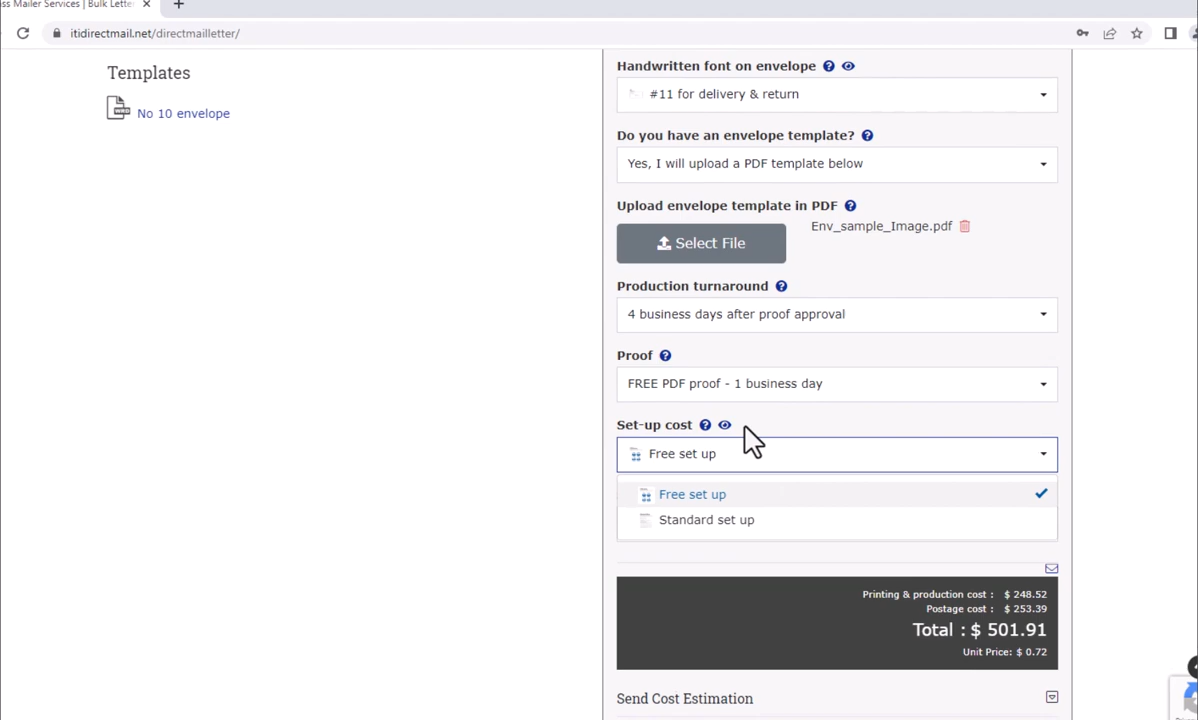 ss Mailer Services | Bulk Letter
itidirectmail.net/directmailletter/
Templates
No 10 envelope
Handwritten font on envelope
#11 for delivery & return
Do you have an envelope template?
Yes, I will upload a PDF template below
Upload envelope template in PDF
Select File
Env_sample_Image.pdf
Production turnaround
4 business days after proof approval
Proof
FREE PDF proof - 1 business day
Set-up cost
Free set up
Free set up
Standard set up
Printing & production cost : $ 248.52
Postage cost : $ 253.39
Total : $ 501.91
Unit Price: $ 0.72
Send Cost Estimation